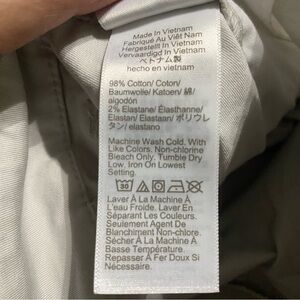 Made In Vietnam
Fabriqué Au Viêt Nam
Hergestellt In Vietnam
Vervaardigd In Vietnam
ベトナム製
hecho en vietnam
98% Cotton/ Coton/
Baumwolle/ Katoen/ 綿/
algodón
2% Elastane/ Élasthanne/
Elastan/ Elastaan/ ポリウレ
タン/ elastano
Machine Wash Cold. With
Like Colors. Non-chlorine
Bleach Only. Tumble Dry
Low, Iron On Lowest
Setting.
30
Laver À La Machine À
L'eau Froide. Laver En
Séparant Les Couleurs.
Seulement Agent De
Blanchiment Non-chloré.
Sécher À La Machine À
Basse Température.
Repasser À Fer Doux Si
Nécessaire.